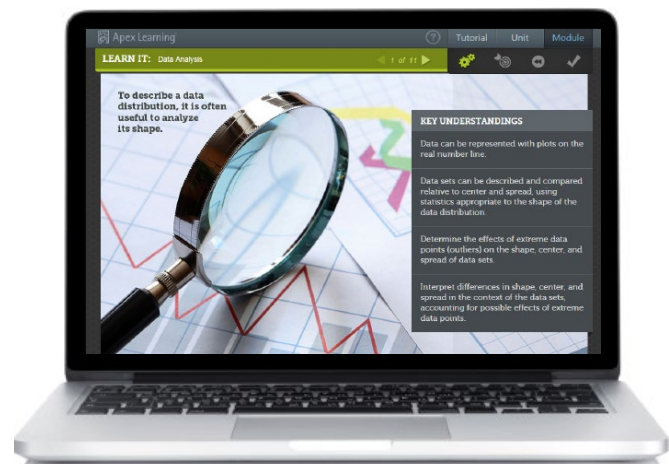 Apex Learning
?
Tutorial
Unit
Module
LEARN IT: Data Analysis
1 of 11
To describe a data
distribution, it is often
useful to analyze
its shape.
KEY UNDERSTANDINGS
Data can be represented with plots on the
real number line.
Data sets can be described and compared
relative to center and spread, using
statistics appropriate to the shape of the
data distribution.
Determine the effects of extreme data
points (outliers) on the shape, center, and
spread of data sets.
Interpret differences in shape, center, and
spread in the context of the data sets,
accounting for possible effects of extreme
data points.